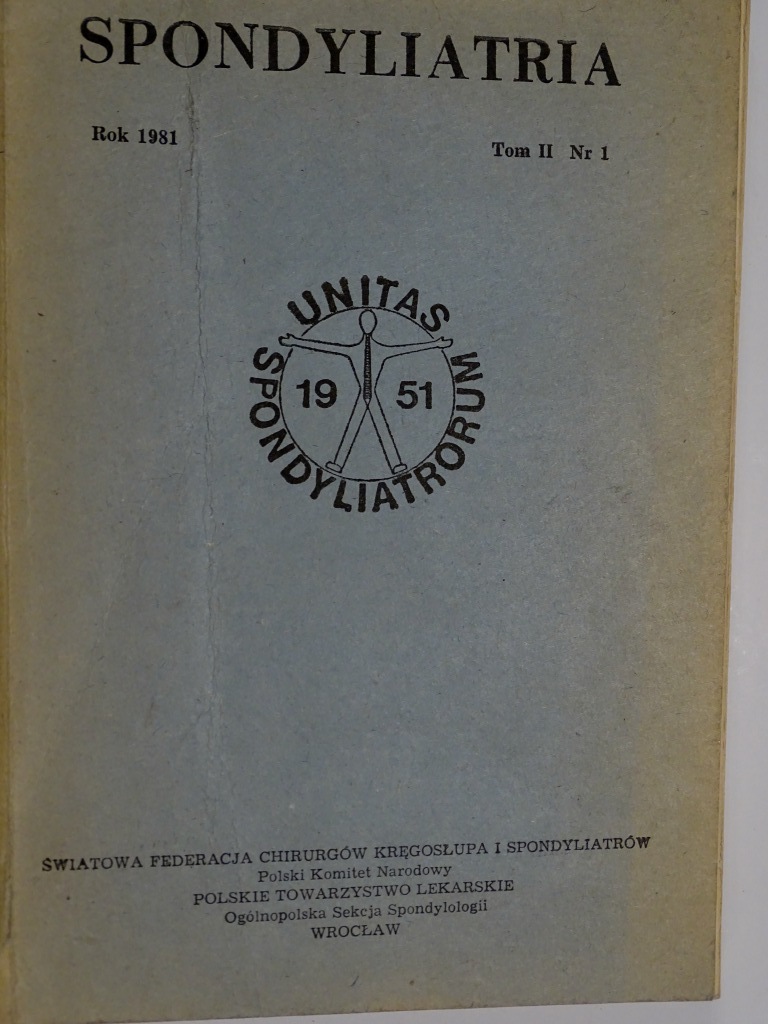 SPONDYLIATRIA
Rok 1981
Tom II Nr 1
UNITAS
SPONDYLIATRORUM
19 51
ŚWIATOWA FEDERACJA CHIRURGÓW KRĘGOSŁUPA I SPONDYLIATRÓW
Polski Komitet Narodowy
POLSKIE TOWARZYSTWO LEKARSKIE
Ogólnopolska Sekcja Spondylologii
WROCŁAW